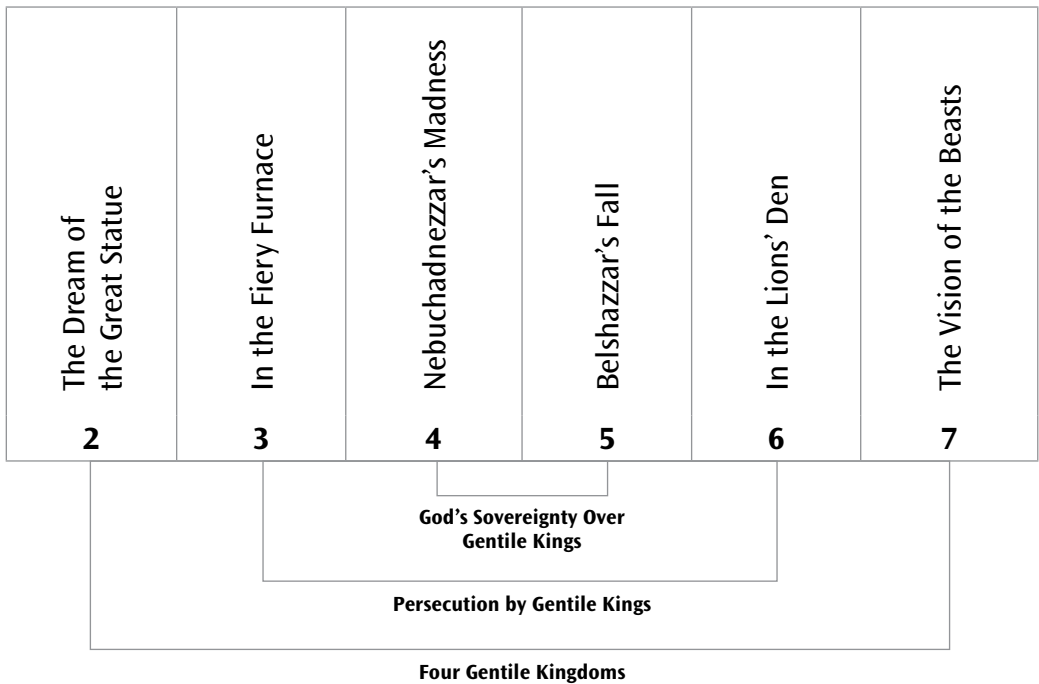 The Dream of
the Great Statue
In the Fiery Furnace
Nebuchadnezzar’s Madness
Belshazzar’s Fall
In the Lions’ Den
The Vision of the Beasts
2
3
4
5
6
7
God’s Sovereignty Over
Gentile Kings
Persecution by Gentile Kings
Four Gentile Kingdoms